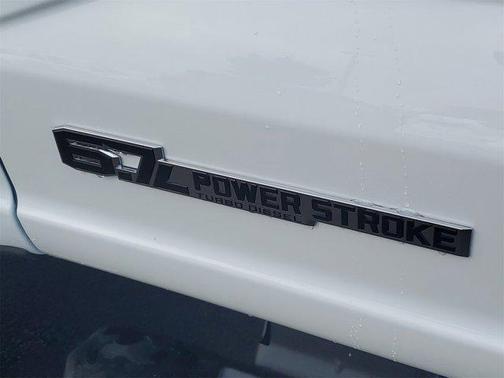 6.7L POWER STROKE
TURBO DIESEL